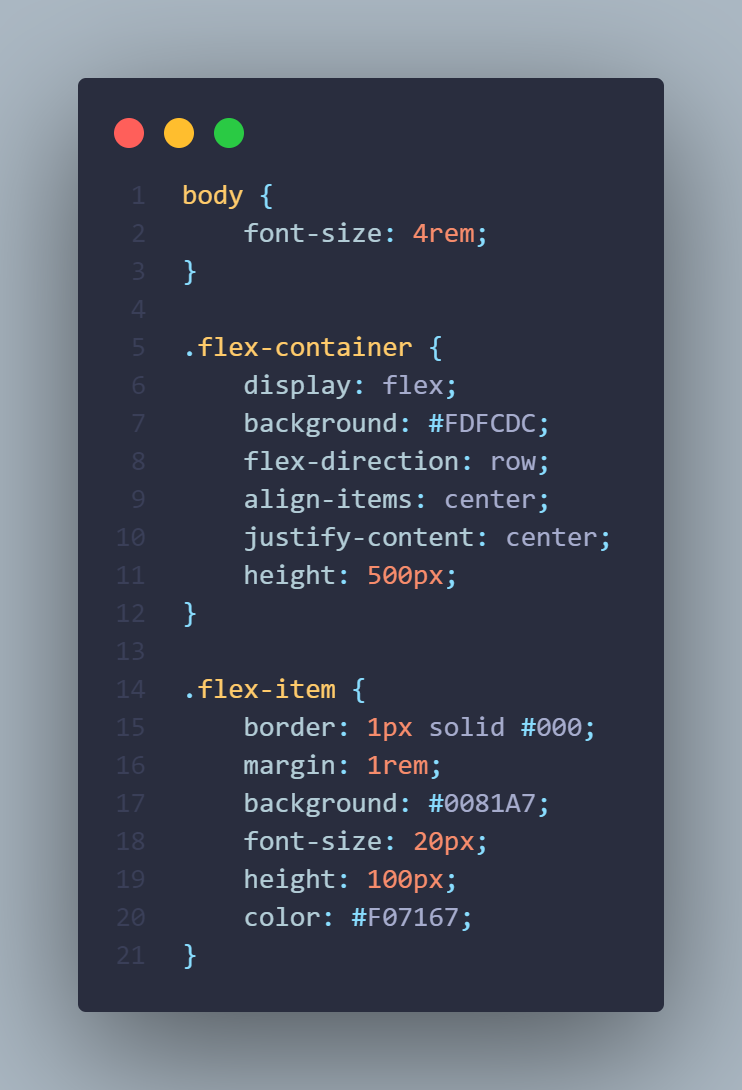 1 body {
2     font-size: 4rem;
3 }
4
5 .flex-container {
6     display: flex;
7     background: #FDFCDC;
8     flex-direction: row;
9     align-items: center;
10     justify-content: center;
11     height: 500px;
12 }
13
14 .flex-item {
15     border: 1px solid #000;
16     margin: 1rem;
17     background: #0081A7;
18     font-size: 20px;
19     height: 100px;
20     color: #F07167;
21 }